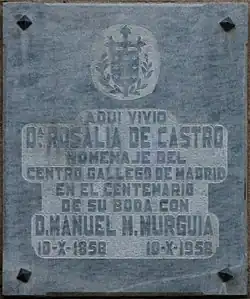 AQUI VIVIO
Dª ROSALIA DE CASTRO
HOMENAJE DEL
CENTRO GALLEGO DE MADRID
EN EL CENTENARIO
DE SU BODA CON
D. MANUEL M. MURGUIA
10-X-1858 10-X-1958